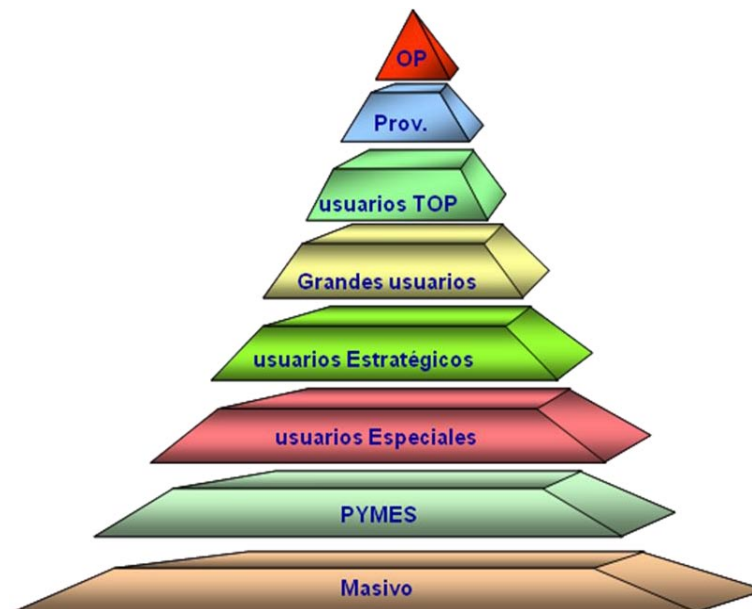 OP
Prov.
usuarios TOP
Grandes usuarios
usuarios Estratégicos
usuarios Especiales
PYMES
Masivo